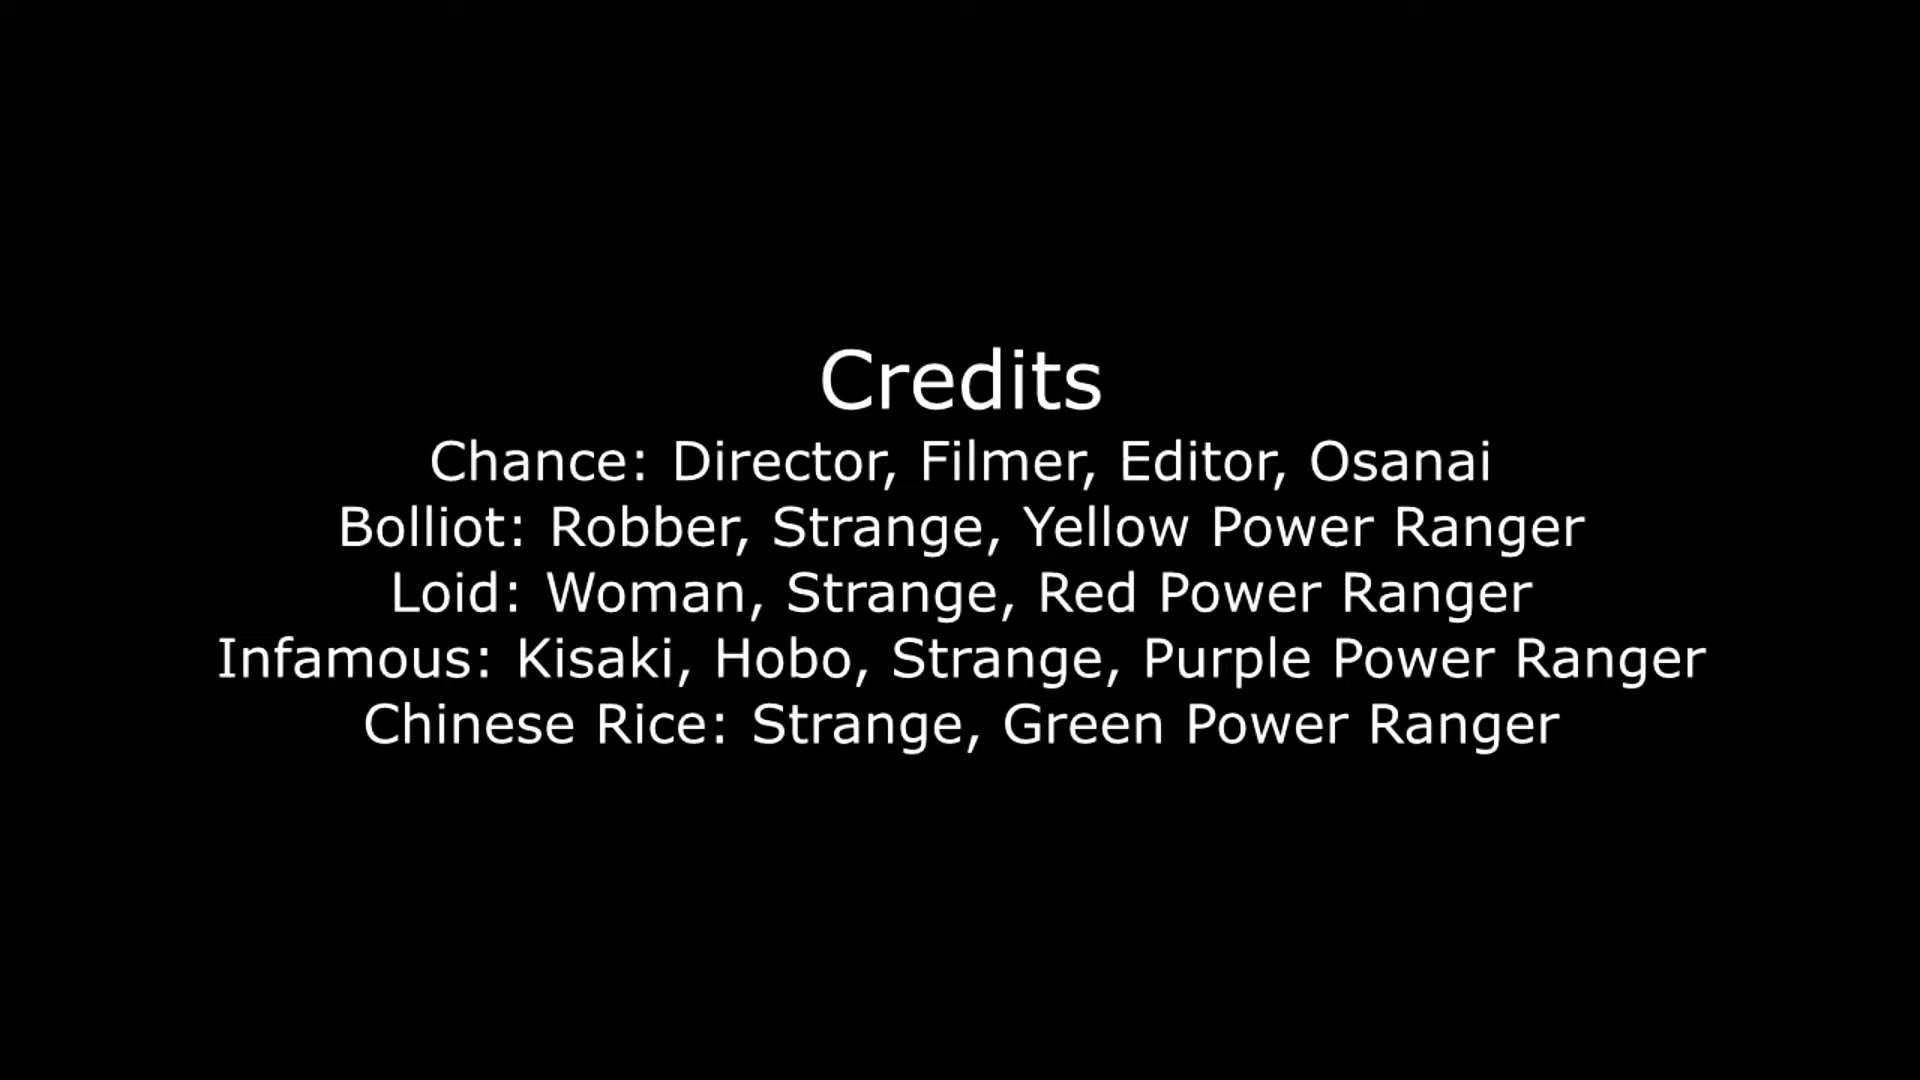 Credits
Chance: Director, Filmer, Editor, Osanai
Bolliot: Robber, Strange, Yellow Power Ranger
Loid: Woman, Strange, Red Power Ranger
Infamous: Kisaki, Hobo, Strange, Purple Power Ranger
Chinese Rice: Strange, Green Power Ranger